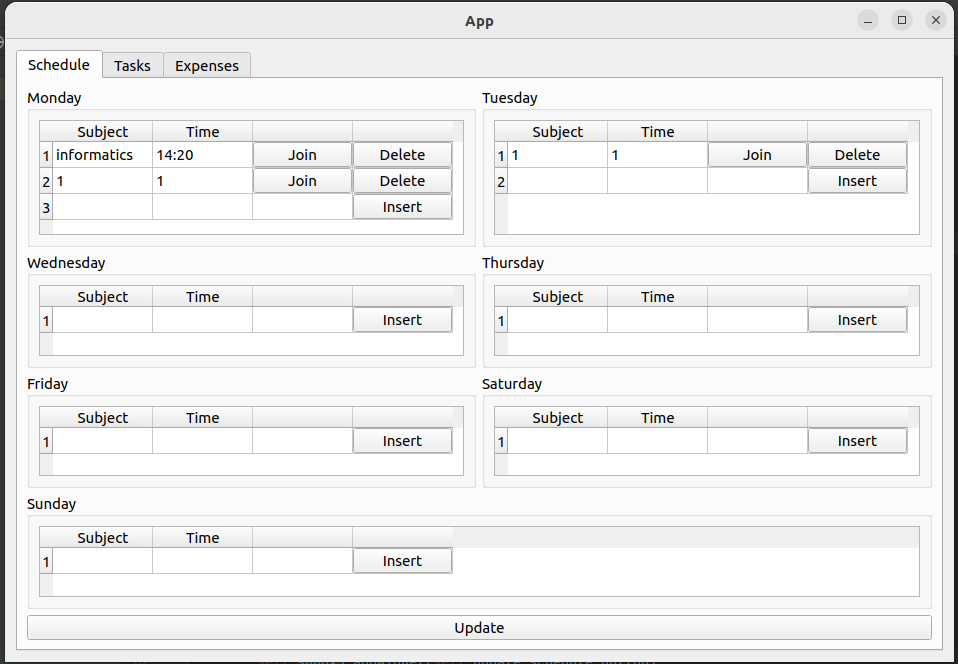 App
Schedule Tasks Expenses
Monday Tuesday
Subject Time Subject Time
1 informatics 14:20 Join Delete 1 1 1 Join Delete
2 1 1 Join Delete 2 Insert
3 Insert
Wednesday Thursday
Subject Time Subject Time
1 Insert 1 Insert
Friday Saturday
Subject Time Subject Time
1 Insert 1 Insert
Sunday
Subject Time
1 Insert
Update